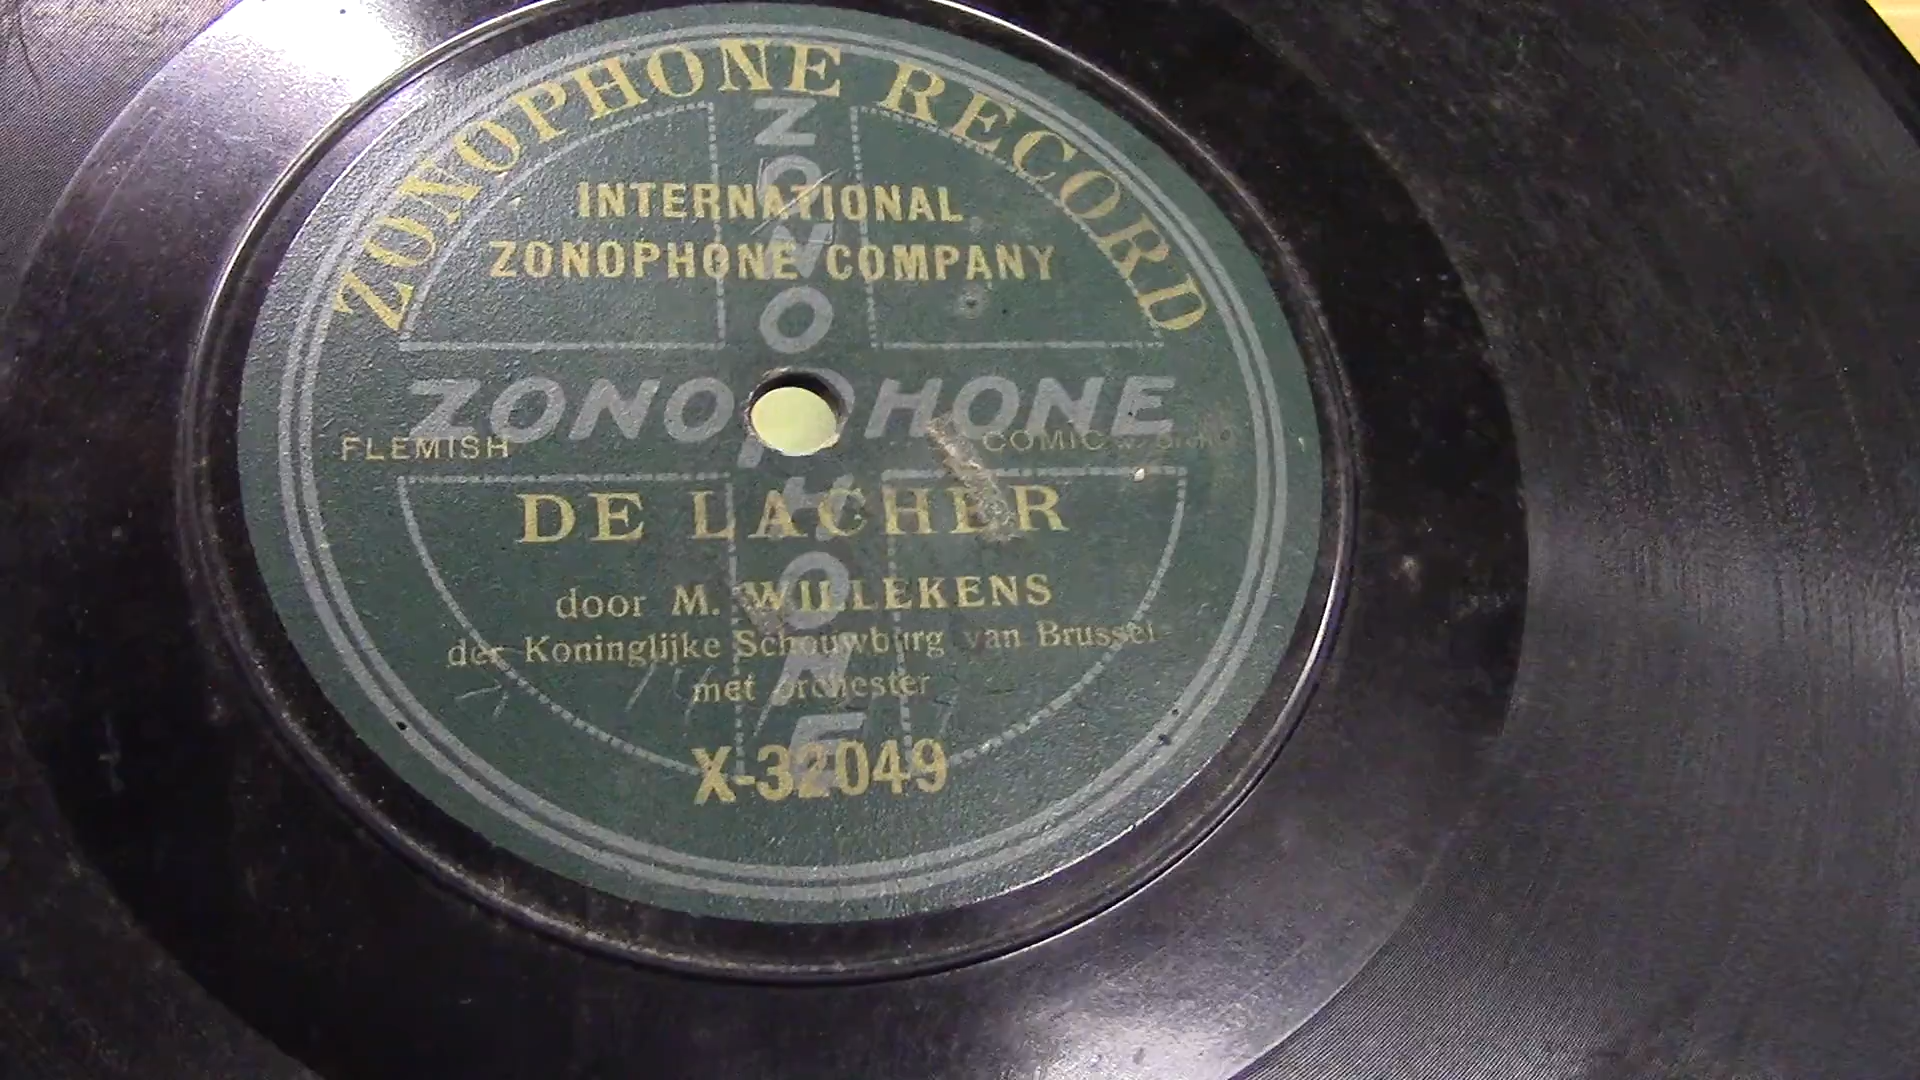 ZONOPHONE RECORD
INTERNATIONAL
ZONOPHONE COMPANY
ZONOPHONE
ZONOPHONE
FLEMISH
COMIC
DE LACHER
door M. WILLEKENS
der Koninglijke Schouwburg van Brussel
met orchester
X-32049